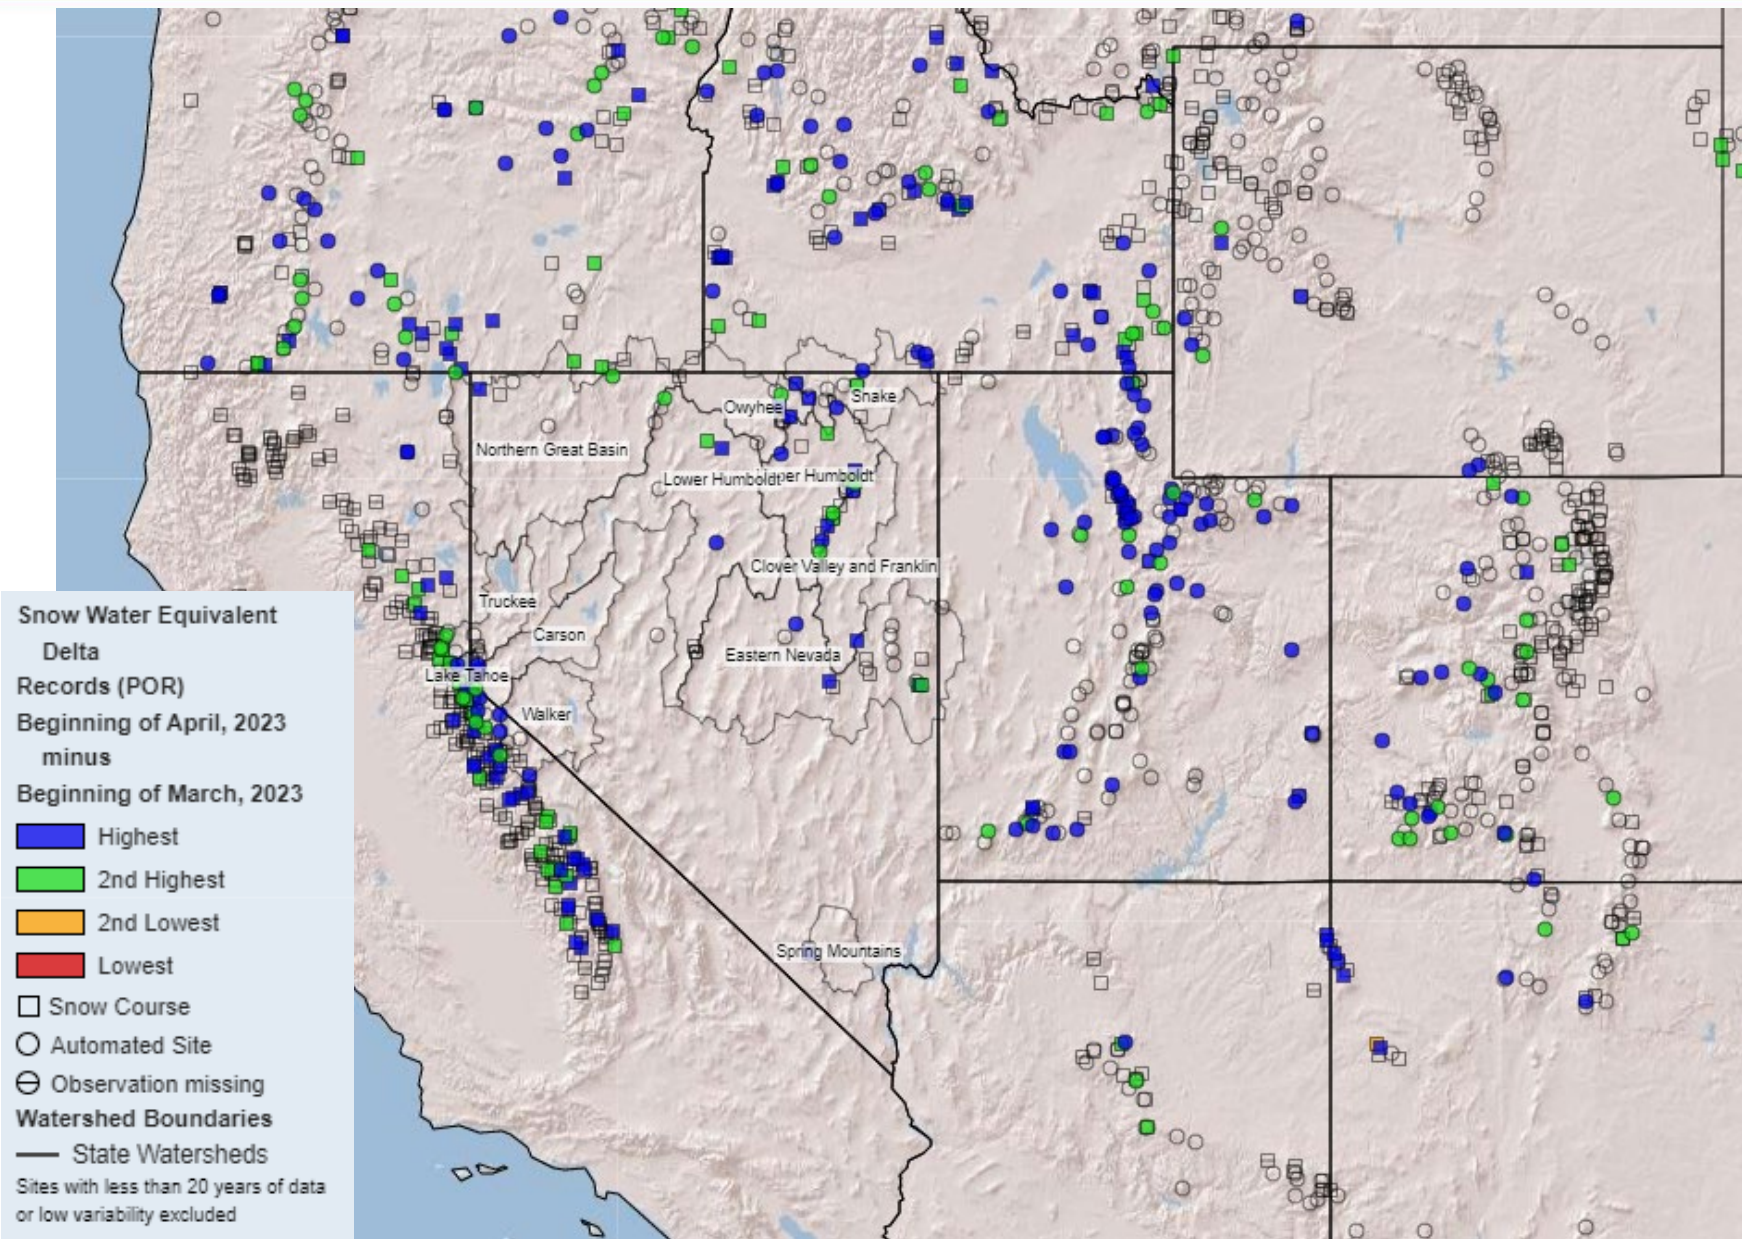 Owyhee
Snake
Northern Great Basin
Lower Humboldt
er Humboldt
Clover Valley and Franklin
Truckee
Carson
Eastern Nevada
Lake Tahoe
Walker
Spring Mountains
Snow Water Equivalent
Delta
Records (POR)
Beginning of April, 2023
minus
Beginning of March, 2023
Highest
2nd Highest
2nd Lowest
Lowest
Snow Course
Automated Site
Observation missing
Watershed Boundaries
State Watersheds
Sites with less than 20 years of data
or low variability excluded